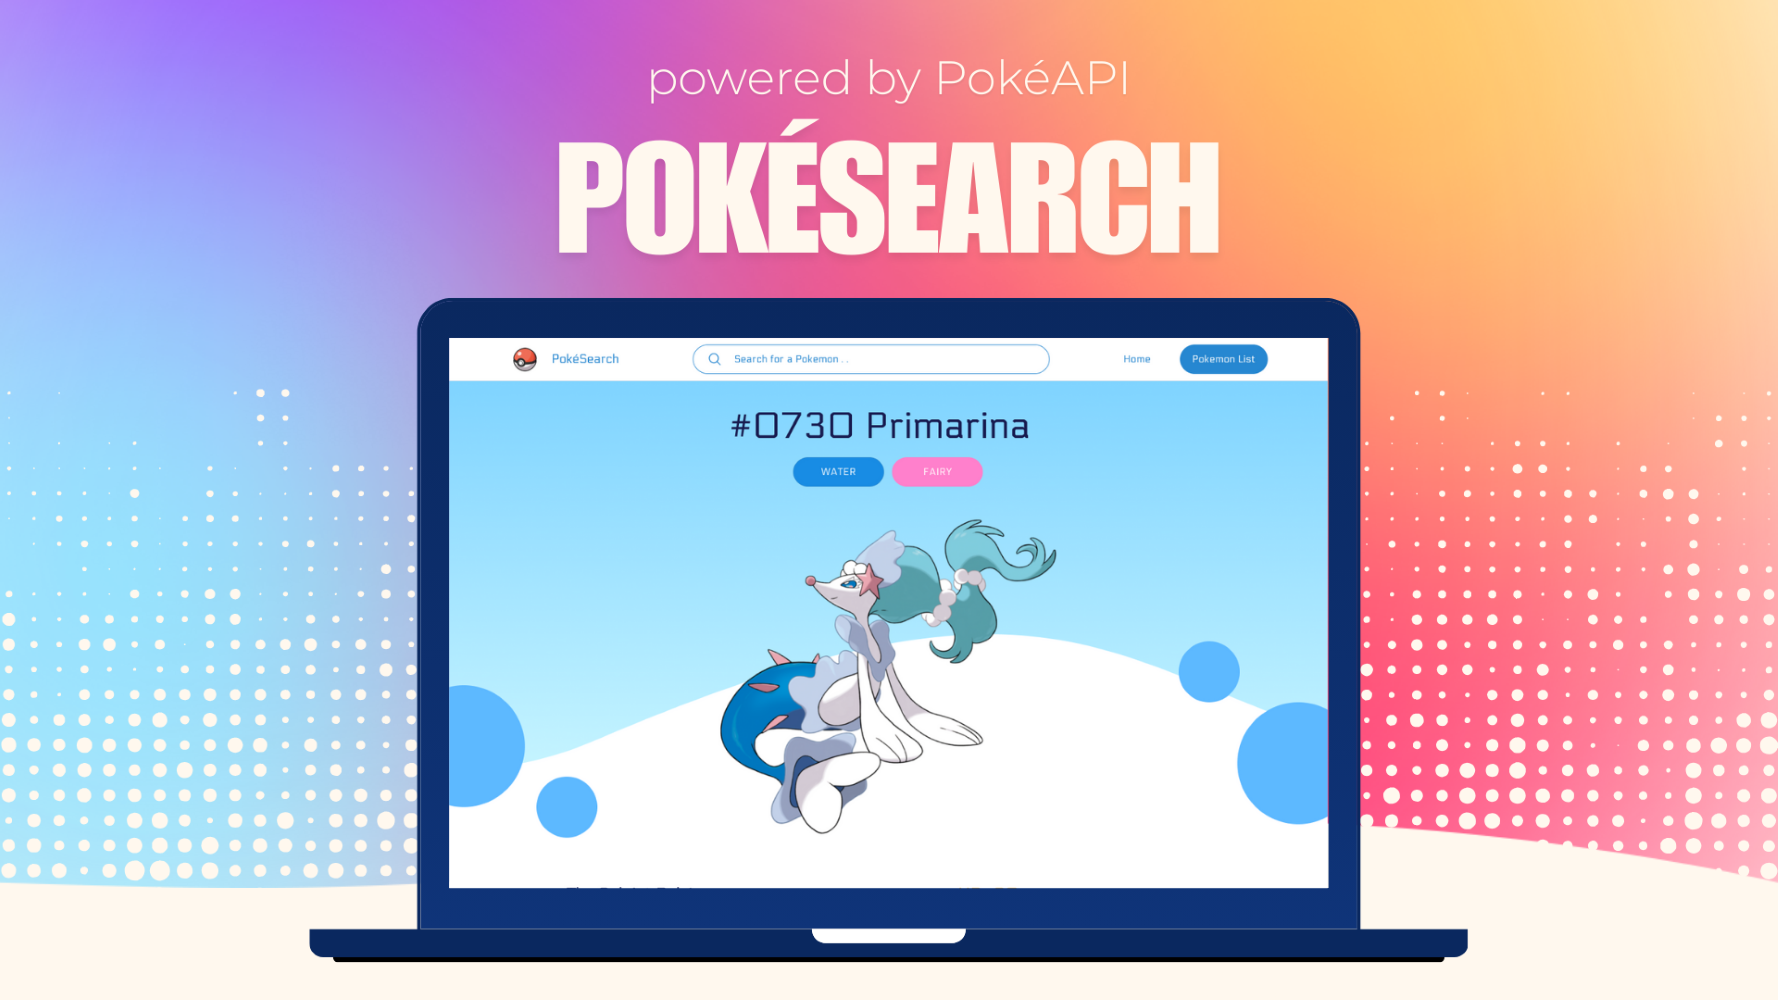 powered by PokéAPI
POKÉSEARCH
PokéSearch
Search for a Pokemon . .
Home
Pokemon List
#0730 Primarina
WATER
FAIRY